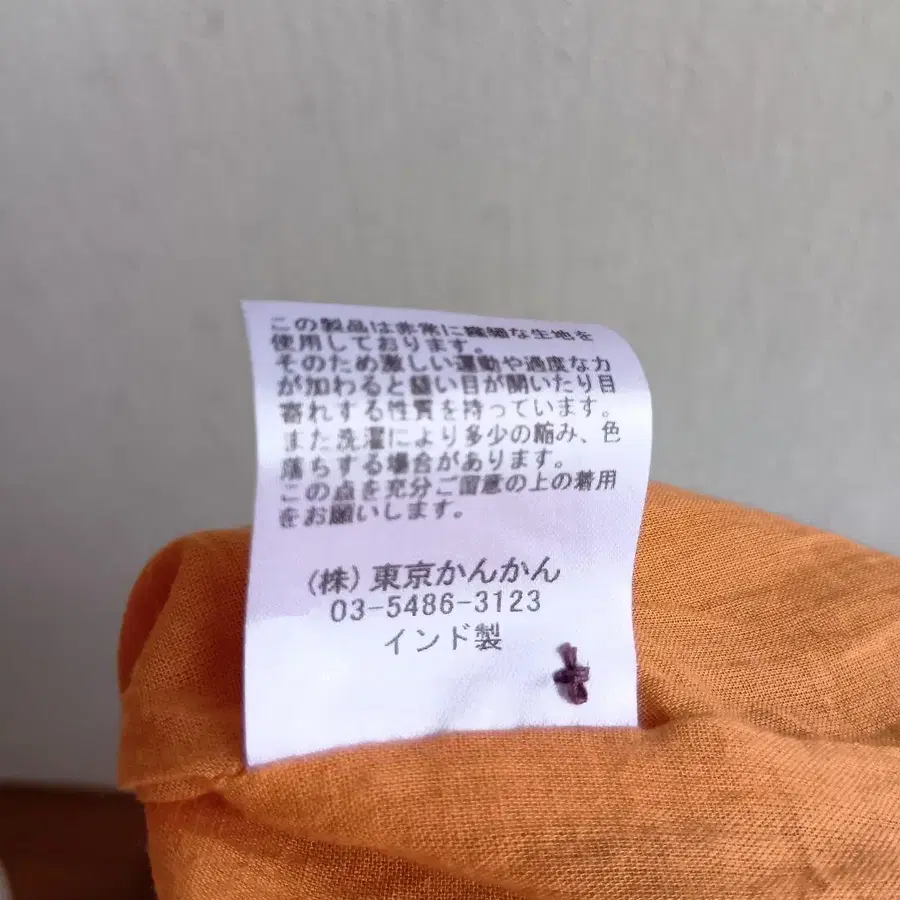 この製品は非常に繊細な生地を
使用しております。
そのため激しい運動や過度な力
が加わると縫い目が開いたり目
寄れする性質を持っています。
また洗濯により多少の縮み、色
落ちする場合があります。
この点を充分ご留意の上の着用
をお願いします。
(株)東京かんかん
03-5486-3123
インド製